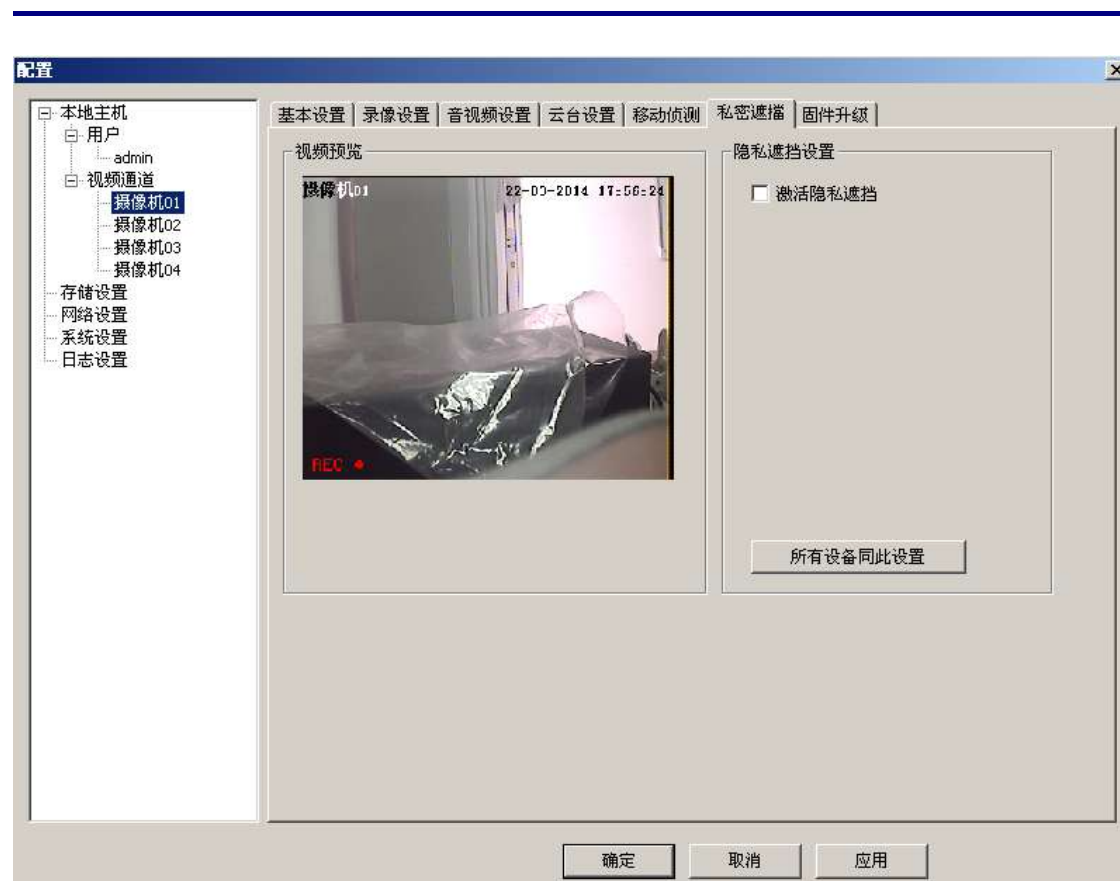 配置
本地主机
用户
admin
视频通道
摄像机01
摄像机02
摄像机03
摄像机04
存储设置
网络设置
系统设置
日志设置
基本设置 录像设置 音视频设置 云台设置 移动侦测 私密遮挡 固件升级
视频预览
摄像机01 22-03-2014 17:56:24
REC
隐私遮挡设置
激活隐私遮挡
所有设备同此设置
确定 取消 应用